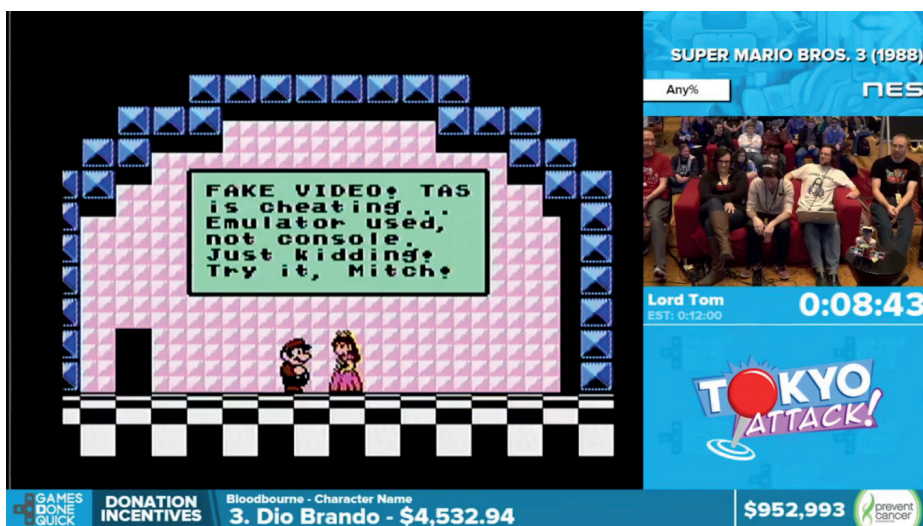 FAKE VIDEO! TAS
is cheating...
Emulator used,
not console.
Just kidding!
Try it, Mitch!
SUPER MARIO BROS. 3 (1988)
Any%
NES
Lord Tom
EST: 0:12:00
0:08:43
TOKYO
ATTACK!
GAMES
DONE
QUICK
DONATION
INCENTIVES
Bloodbourne - Character Name
3. Dio Brando - $4,532.94
$952,993
prevent
cancer